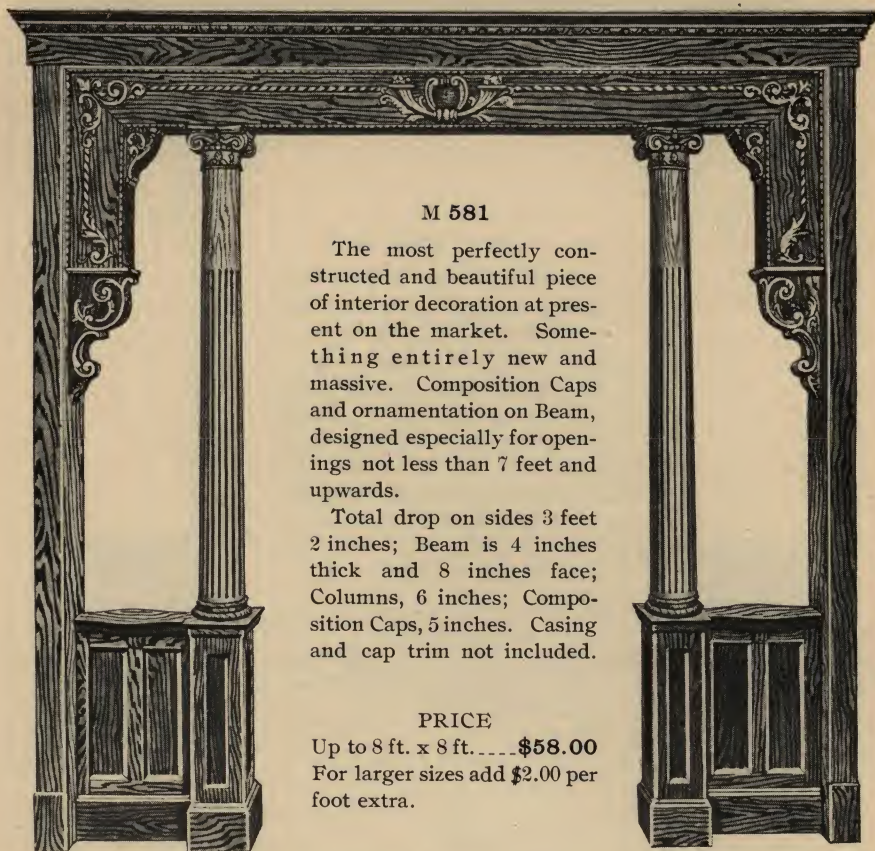 M 581
The most perfectly con-
structed and beautiful piece
of interior decoration at pres-
ent on the market. Some-
thing entirely new and
massive. Composition Caps
and ornamentation on Beam,
designed especially for open-
ings not less than 7 feet and
upwards.
Total drop on sides 3 feet
2 inches; Beam is 4 inches
thick and 8 inches face;
Columns, 6 inches; Compo-
sition Caps, 5 inches. Casing
and cap trim not included.
PRICE
Up to 8 ft. x 8 ft.----$58.00
For larger sizes add $2.00 per
foot extra.